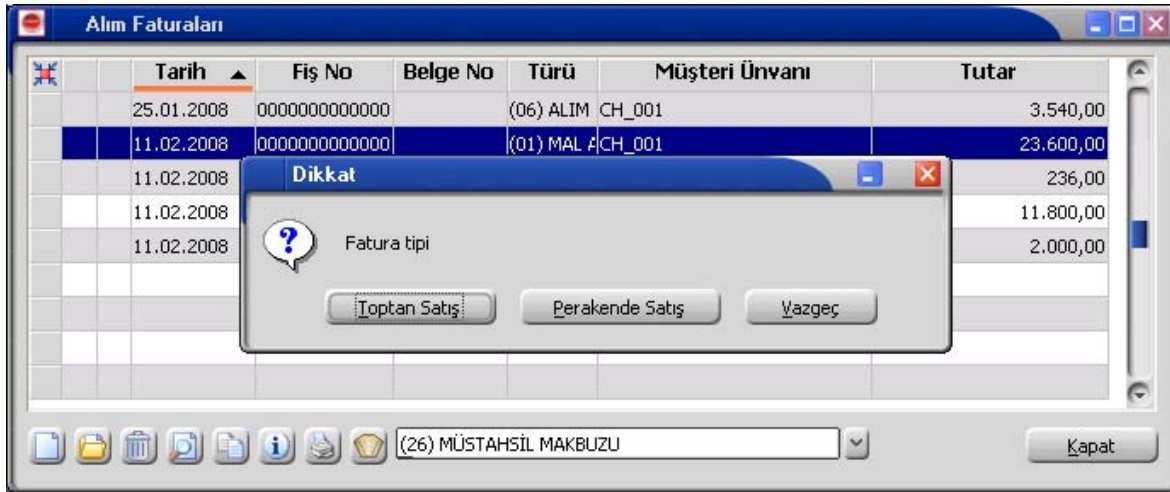 Alım Faturaları
Tarih Fiş No Belge No Türü Müşteri Ünvanı Tutar
25.01.2008 0000000000000 (06) ALIM CH_001 3.540,00
11.02.2008 0000000000000 (01) MAL A CH_001 23.600,00
11.02.2008 236,00
11.02.2008 11.800,00
11.02.2008 2.000,00
Dikkat
Fatura tipi
Toptan Satış Perakende Satış Vazgeç
(26) MÜSTAHSİL MAKBUZU Kapat